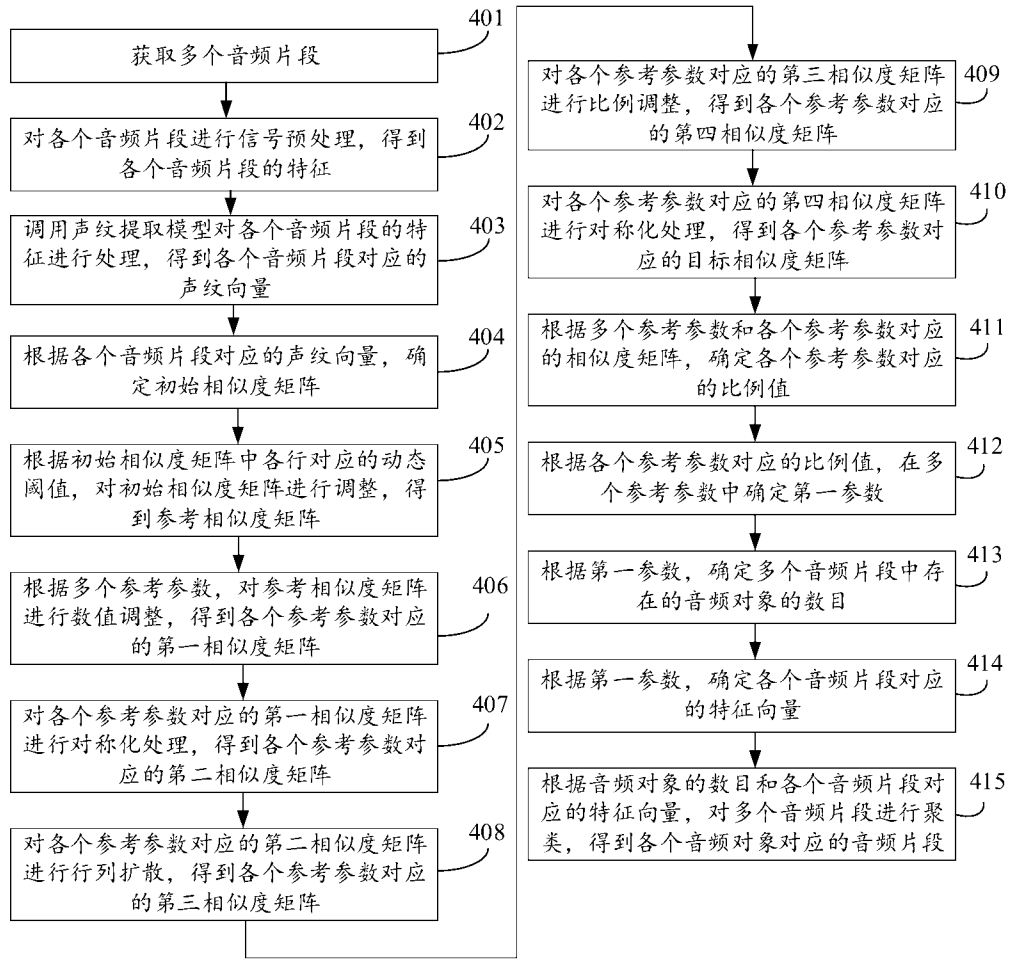 401
获取多个音频片段
402
对各个音频片段进行信号预处理，得到
各个音频片段的特征
403
调用声纹提取模型对各个音频片段的特
征进行处理，得到各个音频片段对应的
声纹向量
404
根据各个音频片段对应的声纹向量，确
定初始相似度矩阵
405
根据初始相似度矩阵中各行对应的动态
阈值，对初始相似度矩阵进行调整，得
到参考相似度矩阵
406
根据多个参考参数，对参考相似度矩阵
进行数值调整，得到各个参考参数对应
的第一相似度矩阵
407
对各个参考参数对应的第一相似度矩阵
进行对称化处理，得到各个参考参数对
应的第二相似度矩阵
408
对各个参考参数对应的第二相似度矩阵
进行行列扩散，得到各个参考参数对应
的第三相似度矩阵
409
对各个参考参数对应的第三相似度矩阵
进行比例调整，得到各个参考参数对应
的第四相似度矩阵
410
对各个参考参数对应的第四相似度矩阵
进行对称化处理，得到各个参考参数对
应的目标相似度矩阵
411
根据多个参考参数和各个参考参数对应
的相似度矩阵，确定各个参考参数对应
的比例值
412
根据各个参考参数对应的比例值，在多
个参考参数中确定第一参数
413
根据第一参数，确定多个音频片段中存
在的音频对象的数目
414
根据第一参数，确定各个音频片段对应
的特征向量
415
根据音频对象的数目和各个音频片段对
应的特征向量，对多个音频片段进行聚
类，得到各个音频对象对应的音频片段